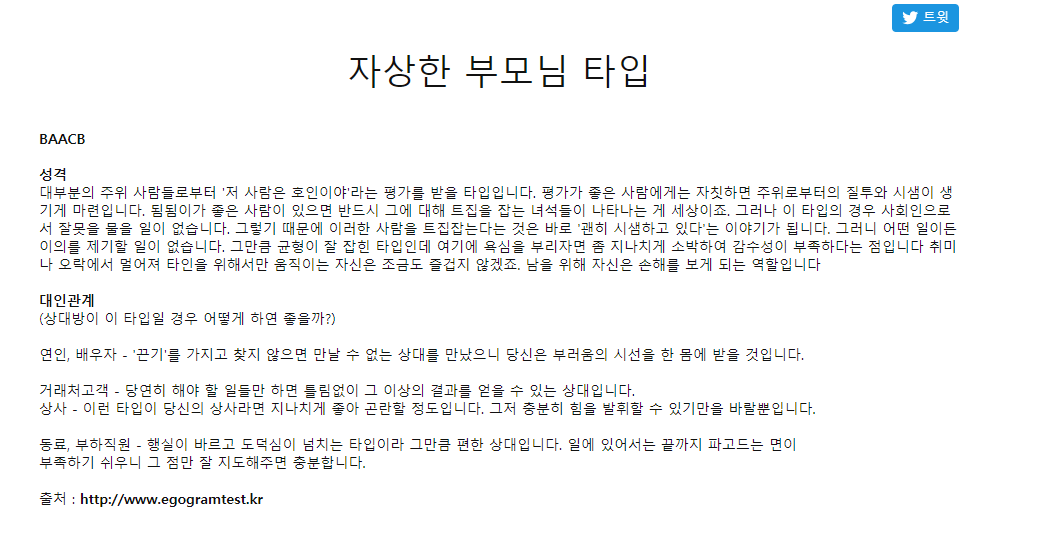 트윗
자상한 부모님 타입
BAACB
성격
대부분의 주위 사람들로부터 '저 사람은 호인이야'라는 평가를 받을 타입입니다. 평가가 좋은 사람에게는 자칫하면 주위로부터의 질투와 시샘이 생
기게 마련입니다. 됨됨이가 좋은 사람이 있으면 반드시 그에 대해 트집을 잡는 녀석들이 나타나는 게 세상이죠. 그러나 이 타입의 경우 사회인으로
서 잘못을 물을 일이 없습니다. 그렇기 때문에 이러한 사람을 트집잡는다는 것은 바로 '괜히 시샘하고 있다'는 이야기가 됩니다. 그러니 어떤 일이든
이의를 제기할 일이 없습니다. 그만큼 균형이 잘 잡힌 타입인데 여기에 욕심을 부리자면 좀 지나치게 소박하여 감수성이 부족하다는 점입니다 취미
나 오락에서 멀어져 타인을 위해서만 움직이는 자신은 조금도 즐겁지 않겠죠. 남을 위해 자신은 손해를 보게 되는 역할입니다
대인관계
(상대방이 이 타입일 경우 어떻게 하연 좋을까?)
연인, 배우자 - '끈기'를 가지고 찾지 않으면 만날 수 없는 상대를 만났으니 당신은 부러움의 시선을 한 몸에 받을 것입니다.
거래처고객 - 당연히 해야 할 일들만 하면 틀림없이 그 이상의 결과를 얻을 수 있는 상대입니다.
상사 - 이런 타입이 당신의 상사라면 지나치게 좋아 곤란할 정도입니다. 그저 충분히 힘을 발휘할 수 있기만을 바랄뿐입니다.
동료, 부하직원 - 행실이 바르고 도덕심이 넘치는 타입이라 그만큼 편한 상대입니다. 일에 있어서는 끝까지 파고드는 면이
부족하기 쉬우니 그 점만 잘 지도해주면 충분합니다.
출처 : http://www.egogramtest.kr